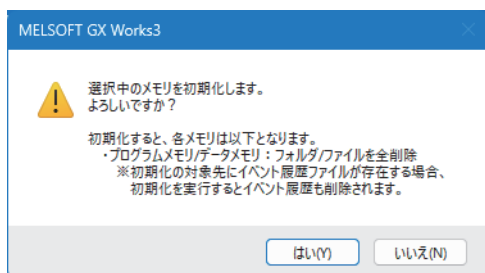 MELSOFT GX Works3
選択中のメモリを初期化します。
よろしいですか？
初期化すると、各メモリは以下となります。
・プログラムメモリ/データメモリ：フォルダ/ファイルを全削除
※初期化の対象先にイベント履歴ファイルが存在する場合、
初期化を実行するとイベント履歴も削除されます。
はい(Y)
いいえ(N)